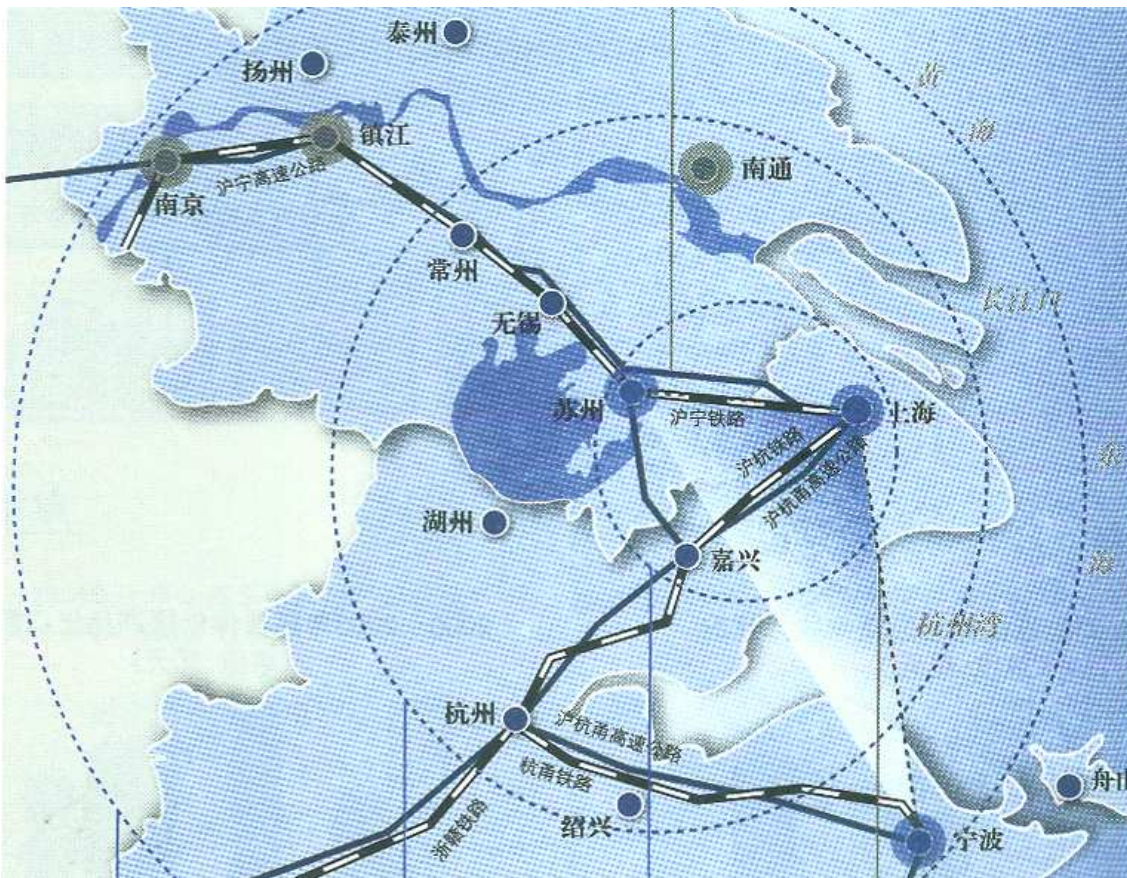 泰州
扬州
黄
海
镇江
南通
沪宁高速公路
南京
常州
长江口
无锡
苏州
沪宁铁路
上海
沪杭铁路
沪杭甬高速公路
湖州
嘉兴
海
杭州湾
杭州
沪杭甬高速公路
杭甬铁路
浙赣铁路
绍兴
宁波
舟山